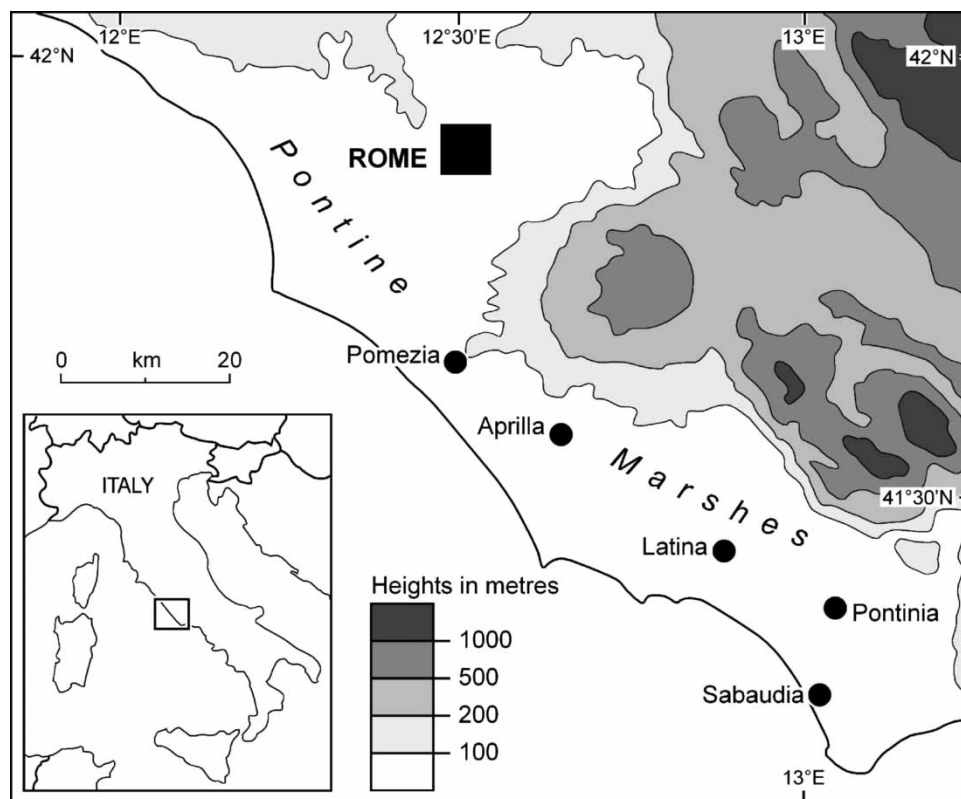 12°E
12°30'E
13°E
42°N
42°N
ROME
Pontine
Pomezia
0 km 20
Aprilla
Marshes
41°30'N
ITALY
Latina
Heights in metres
Pontinia
1000
500
Sabaudia
200
100
13°E